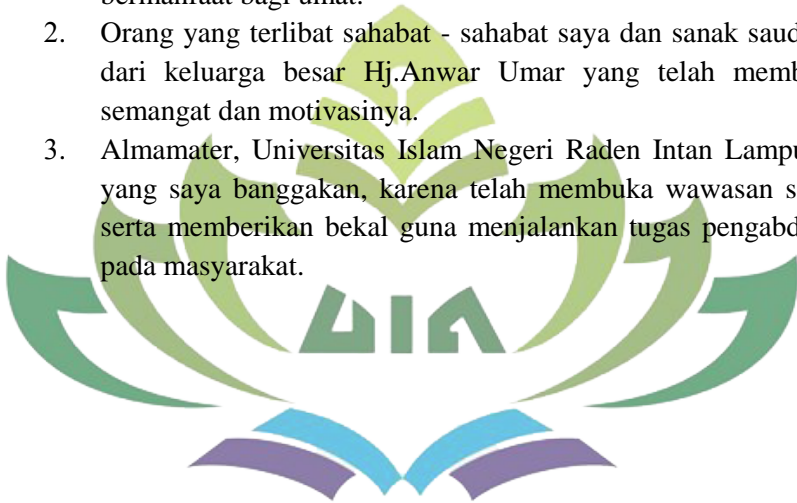 bermanfaat bagi umat.
2. Orang yang terlibat sahabat - sahabat saya dan sanak saud
dari keluarga besar Hj.Anwar Umar yang telah memb
semangat dan motivasinya.
3. Almamater, Universitas Islam Negeri Raden Intan Lampu
yang saya banggakan, karena telah membuka wawasan s
serta memberikan bekal guna menjalankan tugas pengabd
pada masyarakat.
UIN